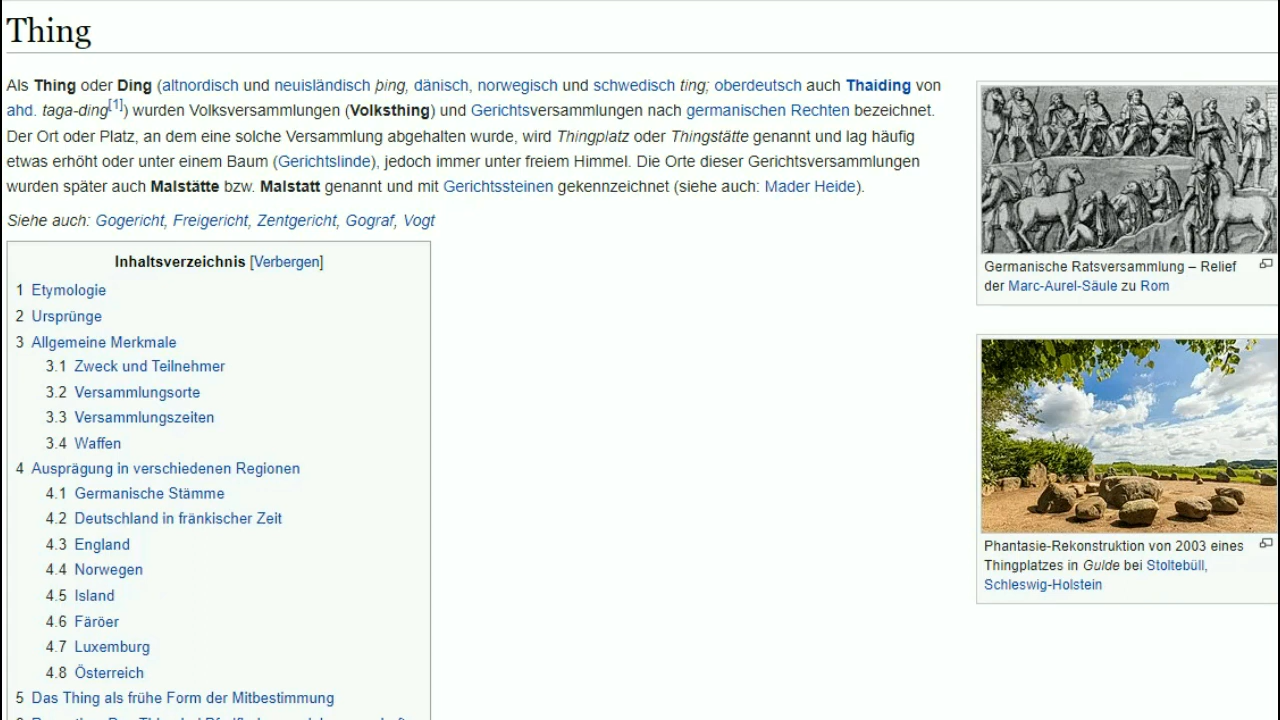 Thing
Als Thing oder Ding (altnordisch und neuisländisch þing, dänisch, norwegisch und schwedisch ting; oberdeutsch auch Thaiding von
ahd. taga-ding[1]) wurden Volksversammlungen (Volksthing) und Gerichtsversammlungen nach germanischen Rechten bezeichnet.
Der Ort oder Platz, an dem eine solche Versammlung abgehalten wurde, wird Thingplatz oder Thingstätte genannt und lag häufig
etwas erhöht oder unter einem Baum (Gerichtslinde), jedoch immer unter freiem Himmel. Die Orte dieser Gerichtsversammlungen
wurden später auch Malstätte bzw. Malstatt genannt und mit Gerichtssteinen gekennzeichnet (siehe auch: Mader Heide).
Siehe auch: Gogericht, Freigericht, Zentgericht, Gograf, Vogt
Inhaltsverzeichnis [Verbergen]
1 Etymologie
2 Ursprünge
3 Allgemeine Merkmale
3.1 Zweck und Teilnehmer
3.2 Versammlungsorte
3.3 Versammlungszeiten
3.4 Waffen
4 Ausprägung in verschiedenen Regionen
4.1 Germanische Stämme
4.2 Deutschland in fränkischer Zeit
4.3 England
4.4 Norwegen
4.5 Island
4.6 Färöer
4.7 Luxemburg
4.8 Österreich
5 Das Thing als frühe Form der Mitbestimmung
Germanische Ratsversammlung – Relief
der Marc-Aurel-Säule zu Rom
Phantasie-Rekonstruktion von 2003 eines
Thingplatzes in Gulde bei Stoltebüll,
Schleswig-Holstein